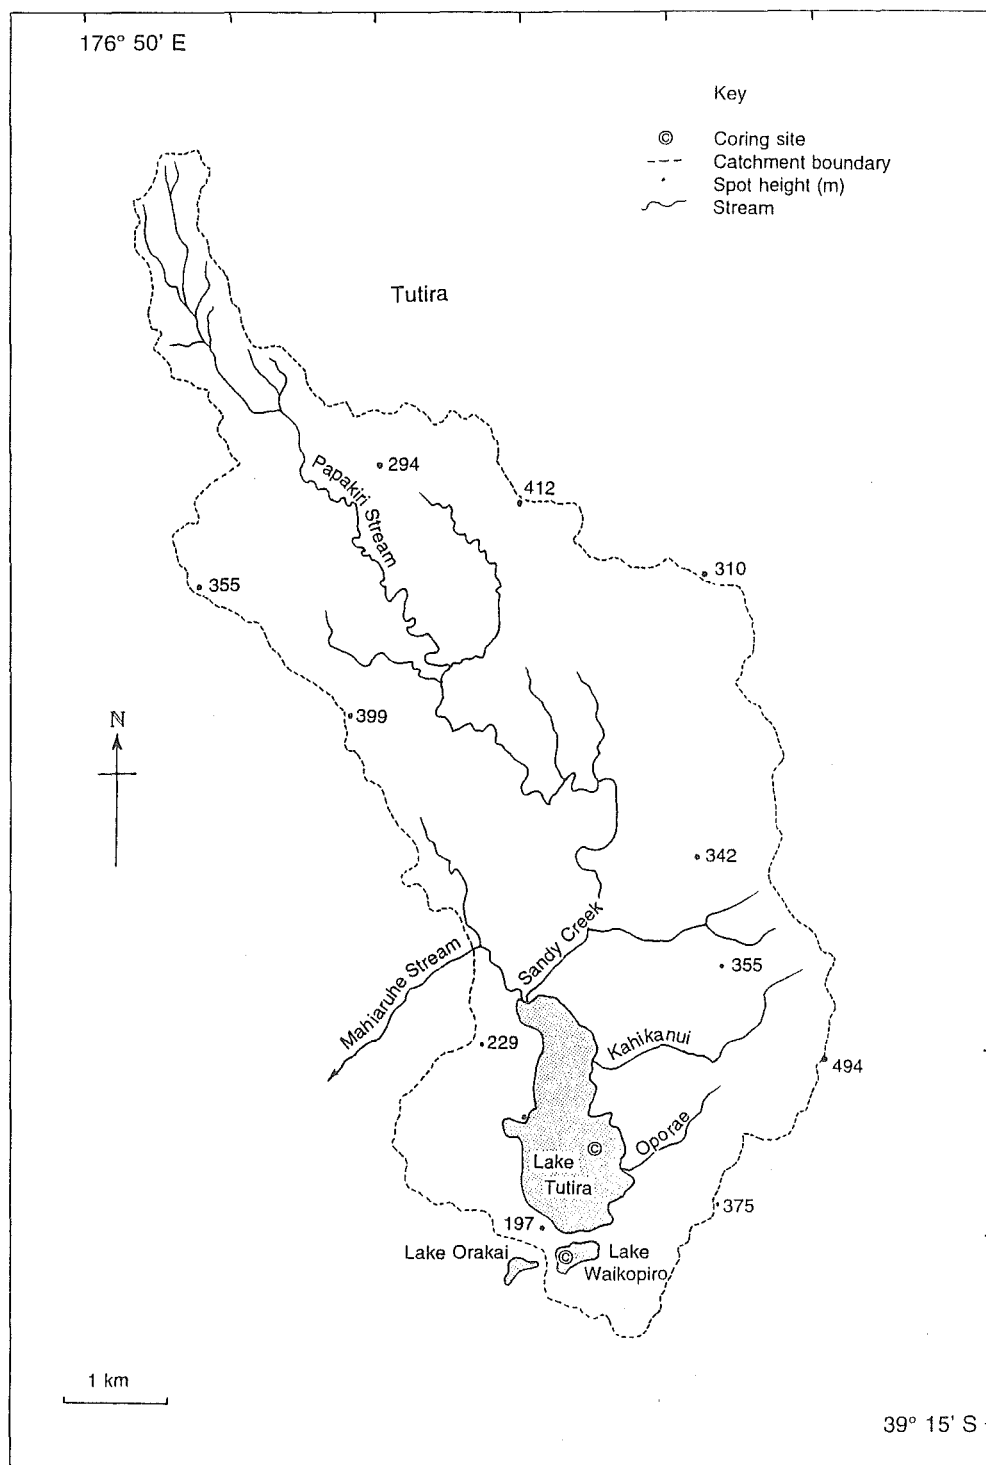 176° 50' E
Key
© Coring site
Catchment boundary
Spot height (m)
Stream
Tutira
294
Papakiri Stream
412
310
355
399
N
342
Sandy Creek
Mahiaruhe Stream
355
229
Kahikanui
494
Oporae
©
Lake
Tutira
375
197
Lake Orakai
©
Lake
Waikopiro
1 km
39° 15' S